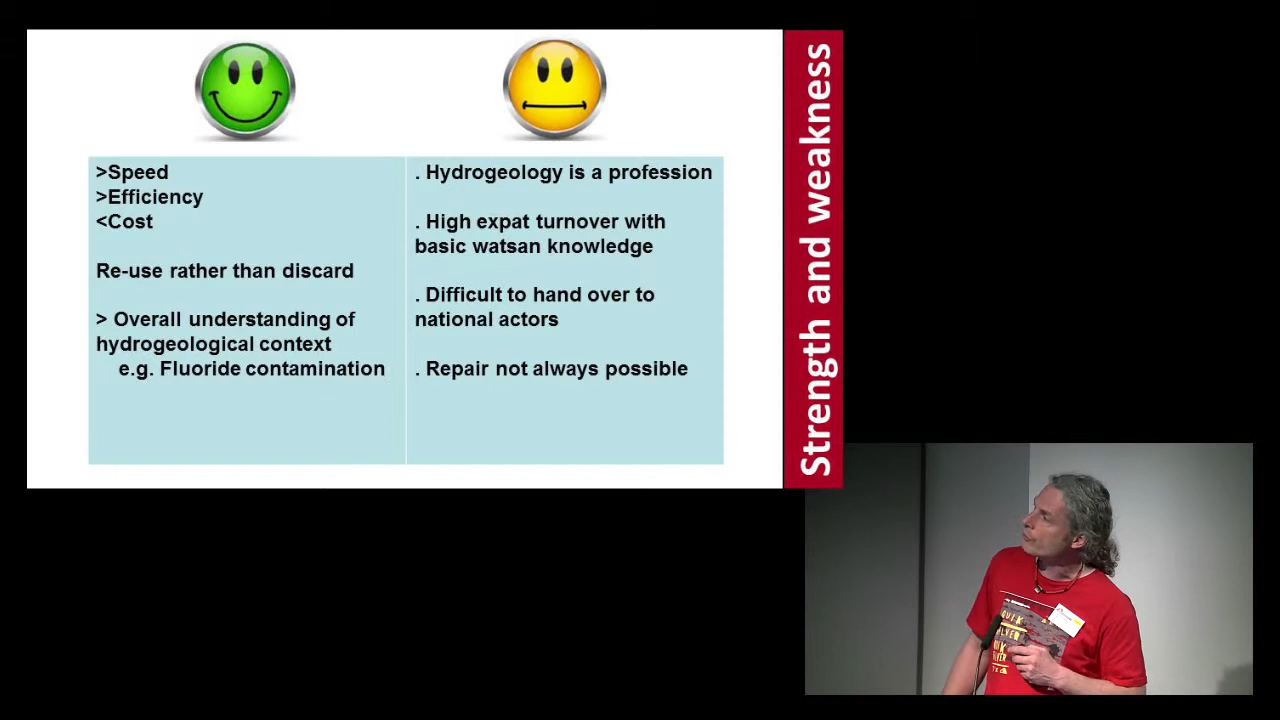 >Speed
>Efficiency
<Cost
Re-use rather than discard
> Overall understanding of
hydrogeological context
e.g. Fluoride contamination
. Hydrogeology is a profession
. High expat turnover with
basic watsan knowledge
. Difficult to hand over to
national actors
. Repair not always possible
Strength and weakness
QUIK